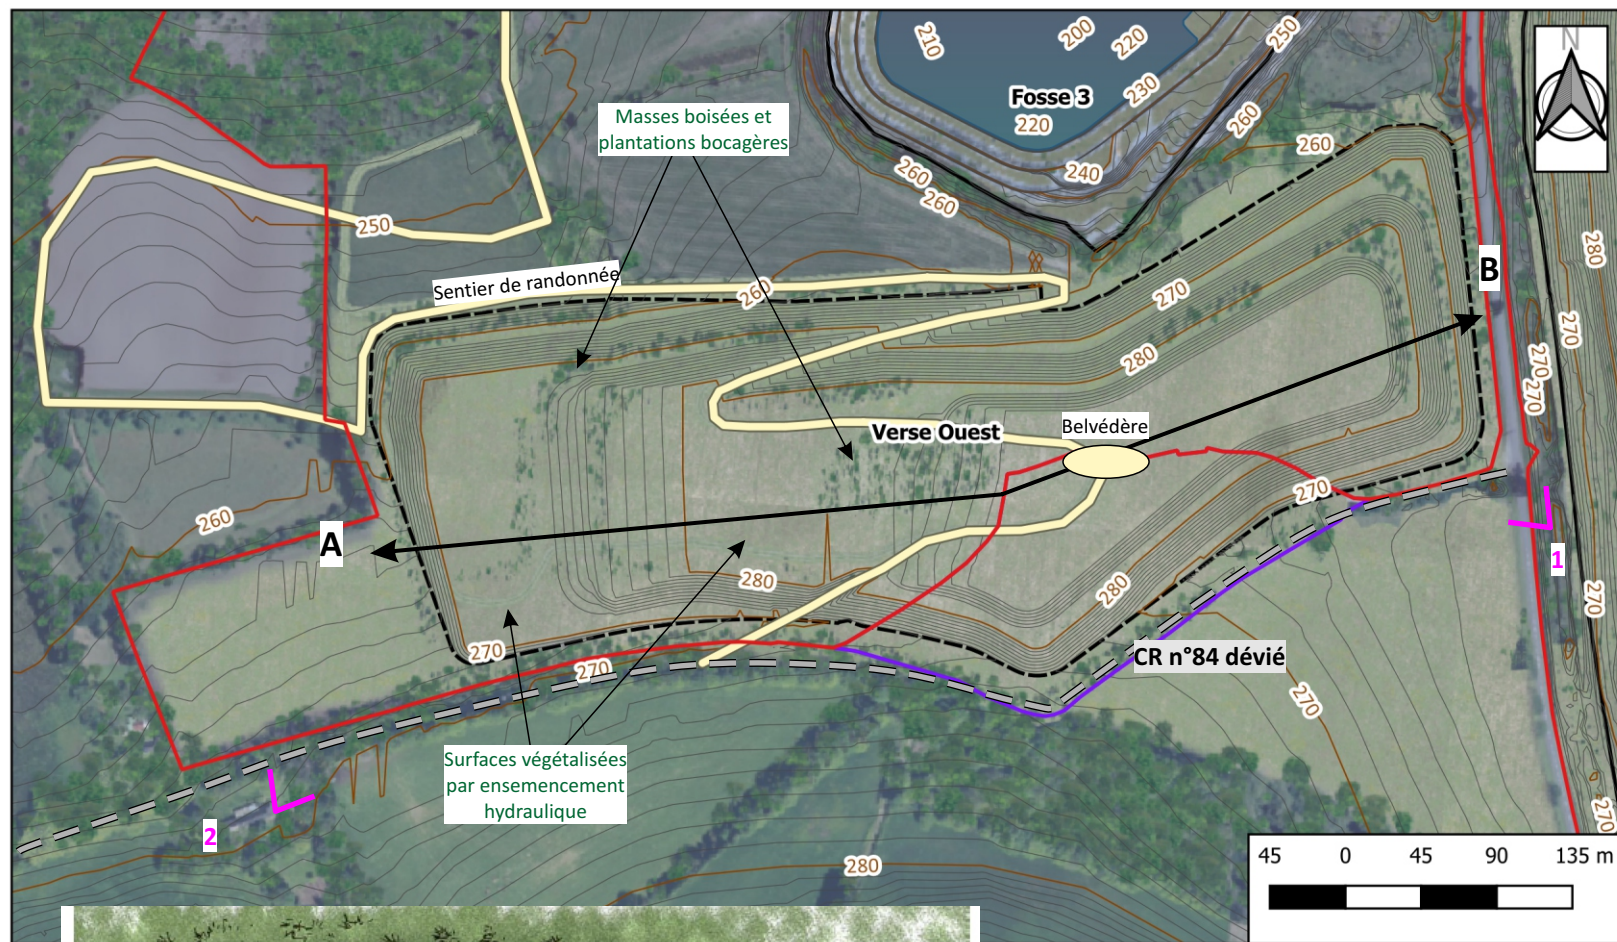 210
200
220
250
N
Fosse 3
220
230
260
240
Masses boisées et
plantations bocagères
260
260
260
250
Sentier de randonnée
260
270
280
B
280
270
270
270
Belvédère
Verse Ouest
260
A
270
280
280
1
270
270
270
CR n°84 dévié
270
270
Surfaces végétalisées
par ensemencement
hydraulique
2
280
45 0 45 90 135 m